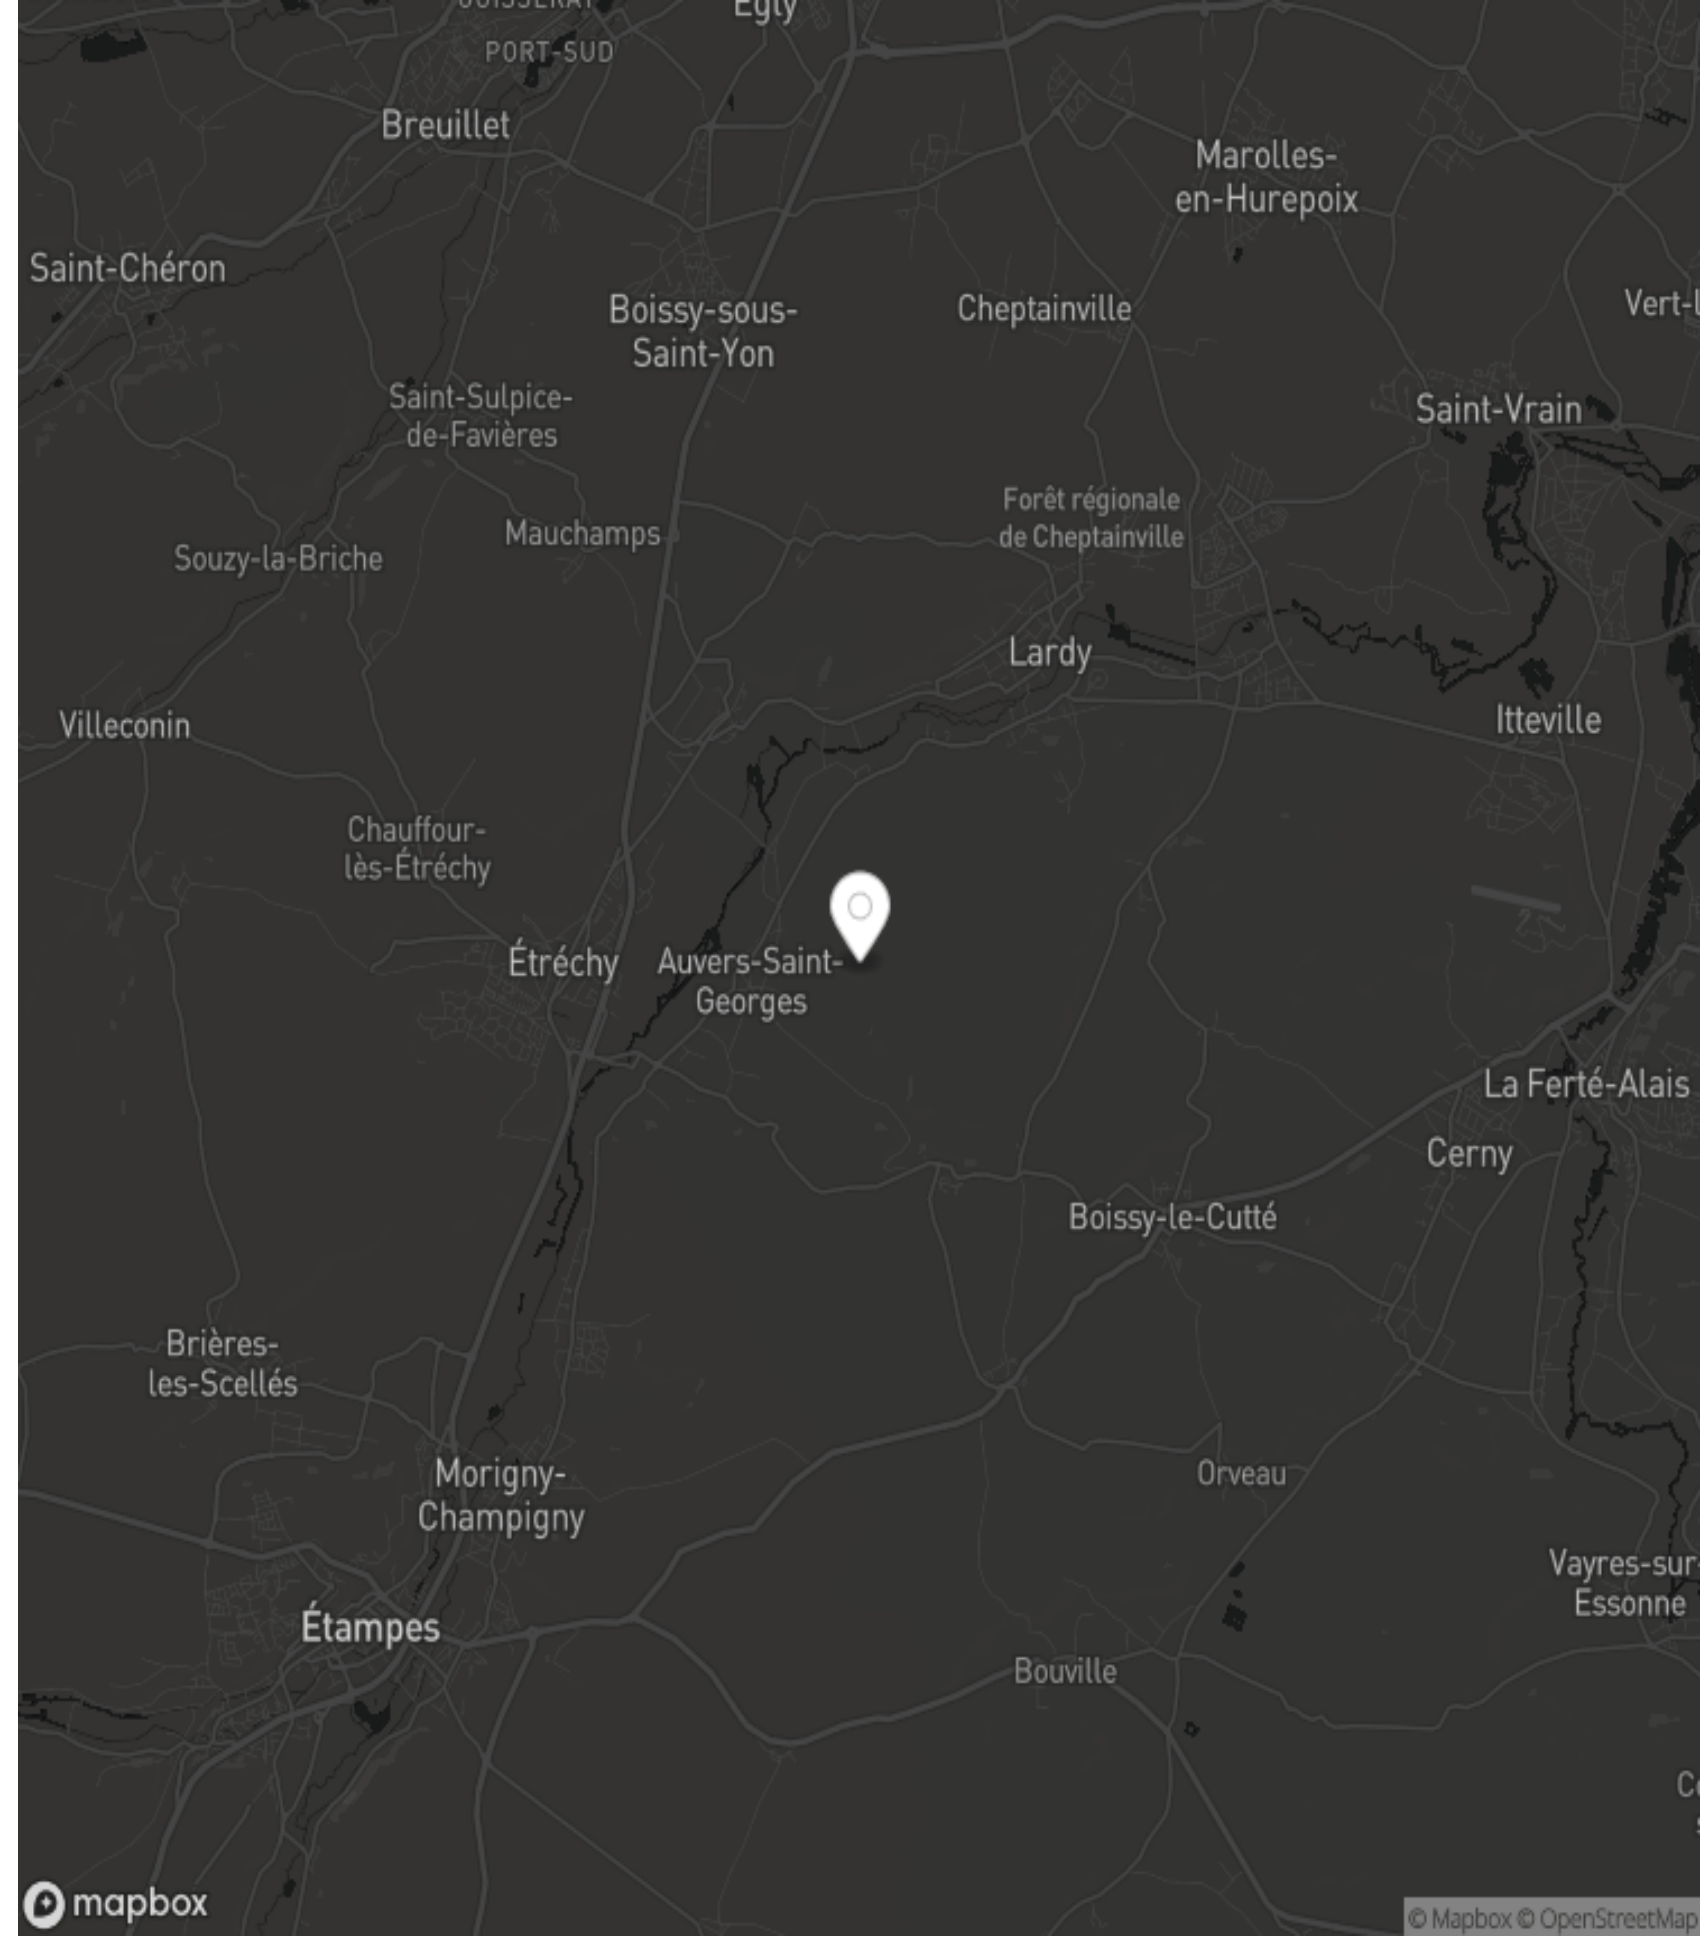 Egly
PORT-SUD
Breuillet
Marolles-
en-Hurepoix
Saint-Chéron
Boissy-sous-
Saint-Yon
Cheptainville
Vert-l
Saint-Sulpice-
de-Favières
Saint-Vrain
Forêt régionale
de Cheptainville
Mauchamps
Souzy-la-Briche
Lardy
Villeconin
Itteville
Chauffour-
lès-Étréchy
Étréchy
Auvers-Saint-
Georges
La Ferté-Alais
Cerny
Boissy-le-Cutté
Brières-
les-Scellés
Morigny-
Champigny
Orveau
Vayres-sur-
Essonne
Étampes
Bouville
mapbox
© Mapbox © OpenStreetMap